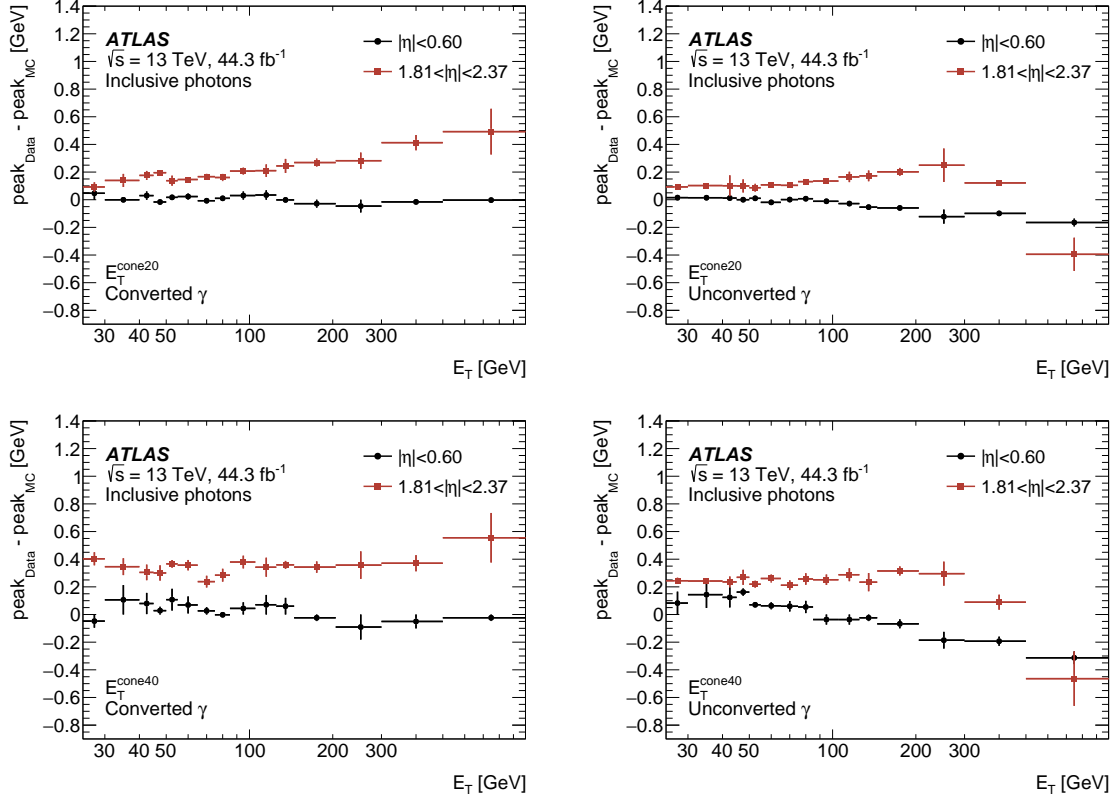 peak_Data - peak_MC [GeV]
1.4
1.2
1
0.8
0.6
0.4
0.2
0
−0.2
−0.4
−0.6
−0.8
ATLAS
√s = 13 TeV, 44.3 fb⁻¹
Inclusive photons
|η|<0.60
1.81<|η|<2.37
E_T^cone20
Converted γ
30 40 50 100 200 300
E_T [GeV]
peak_Data - peak_MC [GeV]
1.4
1.2
1
0.8
0.6
0.4
0.2
0
−0.2
−0.4
−0.6
−0.8
ATLAS
√s = 13 TeV, 44.3 fb⁻¹
Inclusive photons
|η|<0.60
1.81<|η|<2.37
E_T^cone20
Unconverted γ
30 40 50 100 200 300
E_T [GeV]
peak_Data - peak_MC [GeV]
1.4
1.2
1
0.8
0.6
0.4
0.2
0
−0.2
−0.4
−0.6
−0.8
ATLAS
√s = 13 TeV, 44.3 fb⁻¹
Inclusive photons
|η|<0.60
1.81<|η|<2.37
E_T^cone40
Converted γ
30 40 50 100 200 300
E_T [GeV]
peak_Data - peak_MC [GeV]
1.4
1.2
1
0.8
0.6
0.4
0.2
0
−0.2
−0.4
−0.6
−0.8
ATLAS
√s = 13 TeV, 44.3 fb⁻¹
Inclusive photons
|η|<0.60
1.81<|η|<2.37
E_T^cone40
Unconverted γ
30 40 50 100 200 300
E_T [GeV]